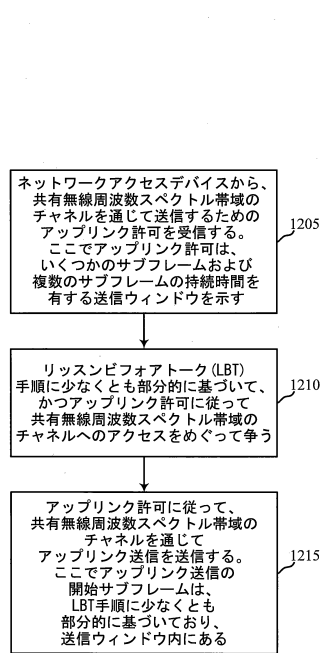 ネットワークアクセスデバイスから、
共有無線周波数スペクトル帯域の
チャネルを通じて送信するための
アップリンク許可を受信する。
ここでアップリンク許可は、
いくつかのサブフレームおよび
複数のサブフレームの持続時間を
有する送信ウィンドウを示す
1205
リッスンビフォアトーク(LBT)
手順に少なくとも部分的に基づいて、
かつアップリンク許可に従って
共有無線周波数スペクトル帯域の
チャネルへのアクセスをめぐって争う
1210
アップリンク許可に従って、
共有無線周波数スペクトル帯域の
チャネルを通じて
アップリンク送信を送信する。
ここでアップリンク送信の
開始サブフレームは、
LBT手順に少なくとも
部分的に基づいており、
送信ウィンドウ内にある
1215